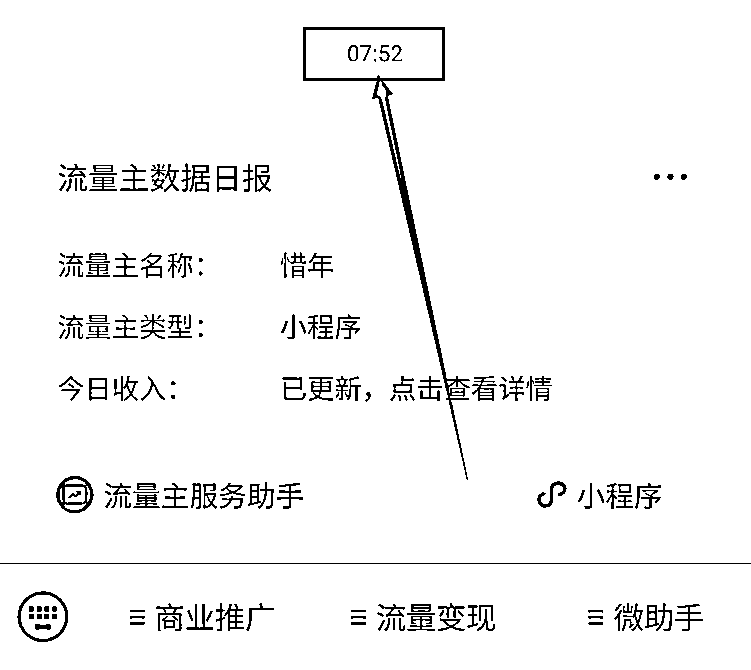 07:52
流量主数据日报
流量主名称： 惜年
流量主类型： 小程序
今日收入： 已更新，点击查看详情
流量主服务助手 小程序
商业推广 流量变现 微助手